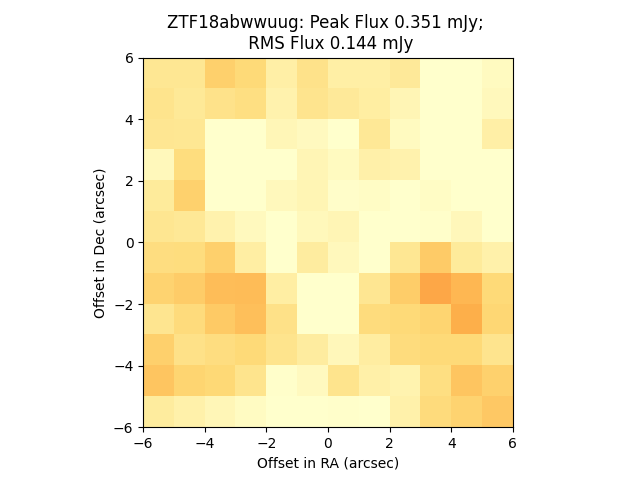 ZTF18abwwuug: Peak Flux 0.351 mJy;
RMS Flux 0.144 mJy
6
4
2
0
−2
−4
−6
Offset in Dec (arcsec)
−6 −4 −2 0 2 4 6
Offset in RA (arcsec)